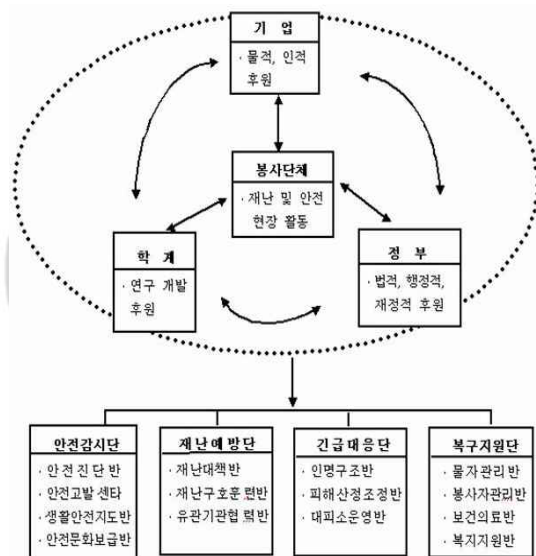 기 업
· 물적, 인적
후원
봉사단체
· 재난 및 안전
현장 활동
학 계
· 연구 개발
후원
정 부
· 법적, 행정적,
재정적 후원
안전감시단
· 안전진단반
· 안전고발센타
· 생활안전지도반
· 안전문화보급반
재난예방단
· 재난대책반
· 재난구호훈련반
· 유관기관협력반
긴급대응단
· 인명구조반
· 피해산정조정반
· 대피소운영반
복구지원단
· 물자관리반
· 봉사자관리반
· 보건의료반
· 복지지원반